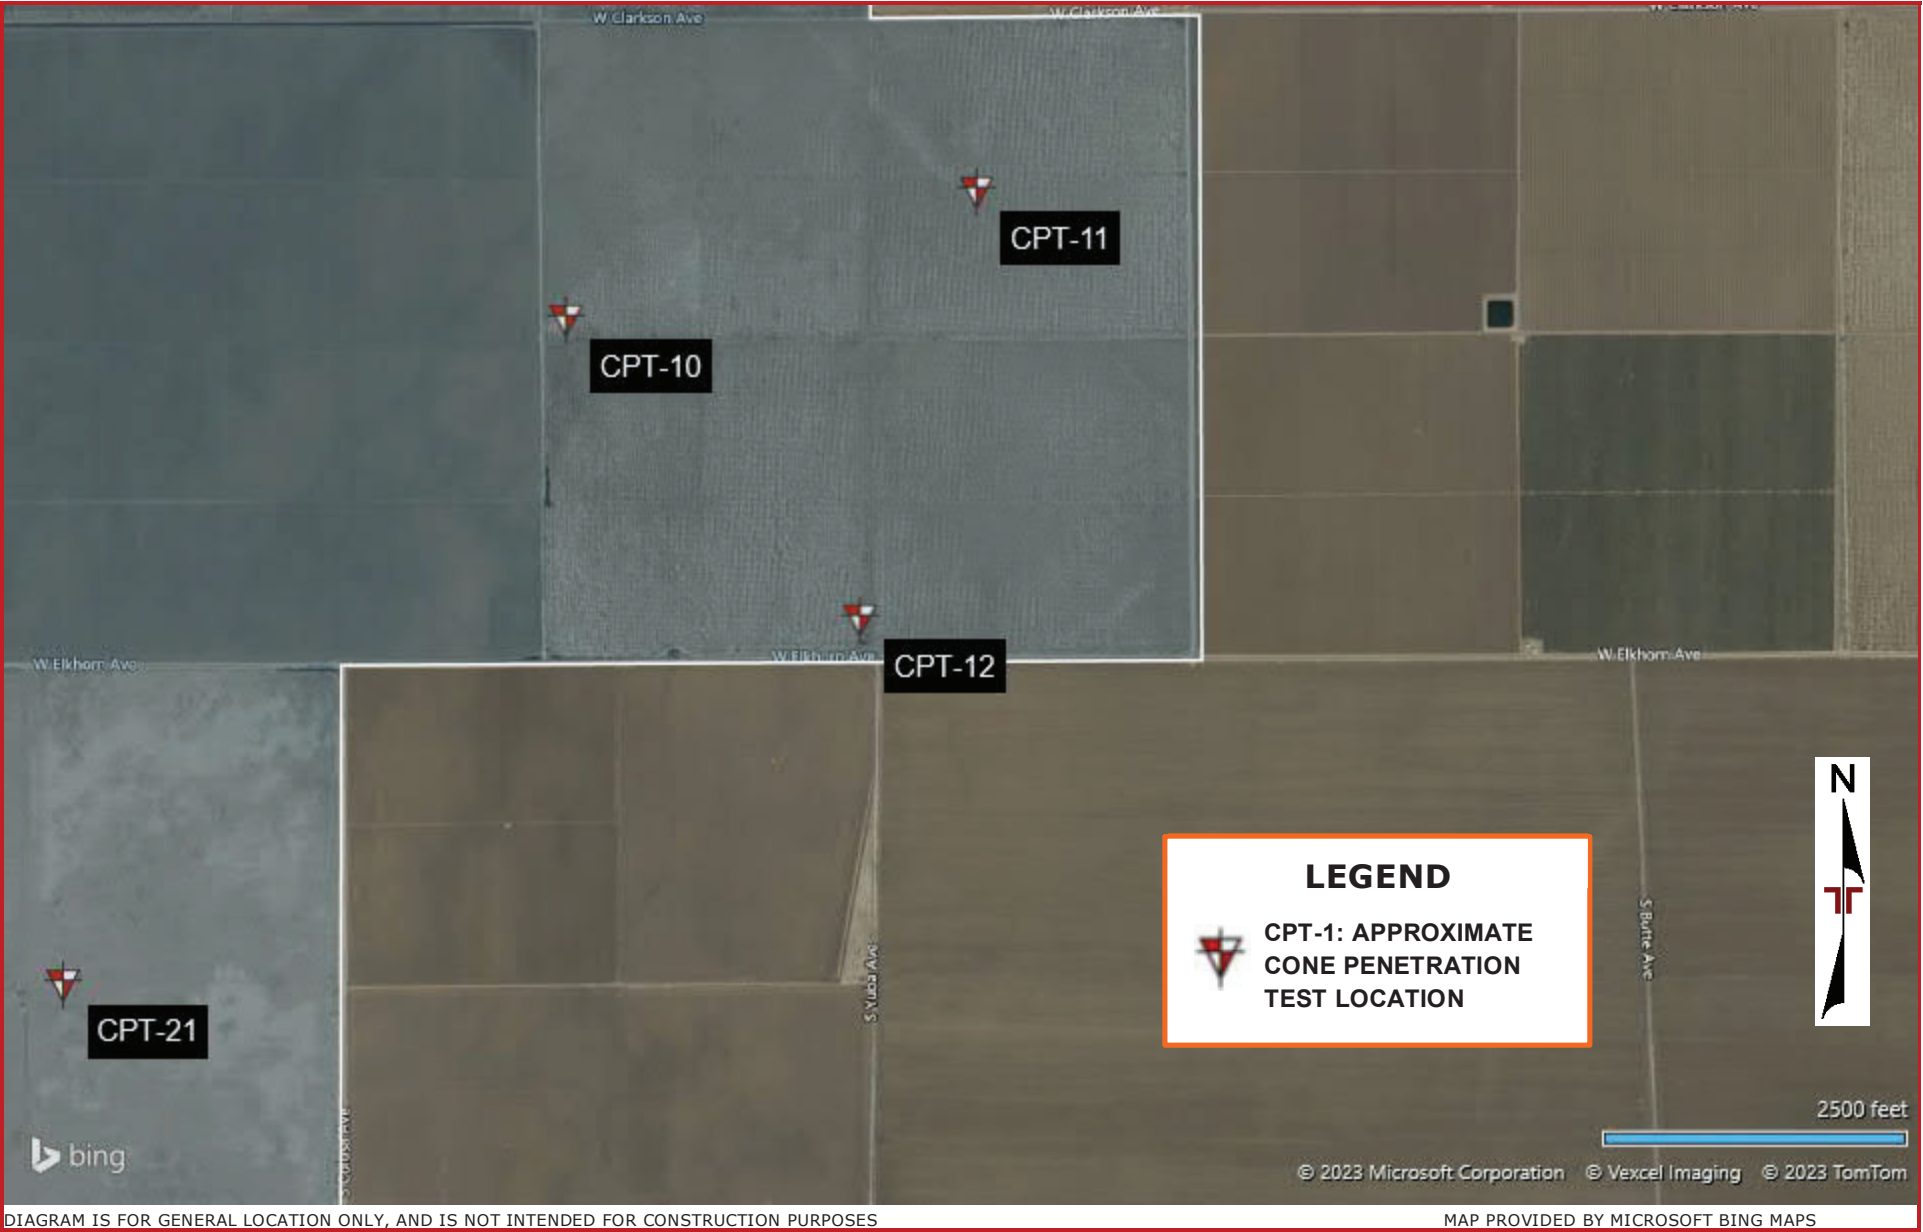 W Clarkson Ave
W Clarkson Ave
W Clarkson Ave
CPT-11
CPT-10
W Elkhorn Ave
W Elkhorn Ave
CPT-12
W Elkhorn Ave
N
LEGEND
CPT-1: APPROXIMATE
CONE PENETRATION
TEST LOCATION
S Butte Ave
S Yuba Ave
CPT-21
2500 feet
bing
© 2023 Microsoft Corporation © Vexcel Imaging © 2023 TomTom
DIAGRAM IS FOR GENERAL LOCATION ONLY, AND IS NOT INTENDED FOR CONSTRUCTION PURPOSES
MAP PROVIDED BY MICROSOFT BING MAPS